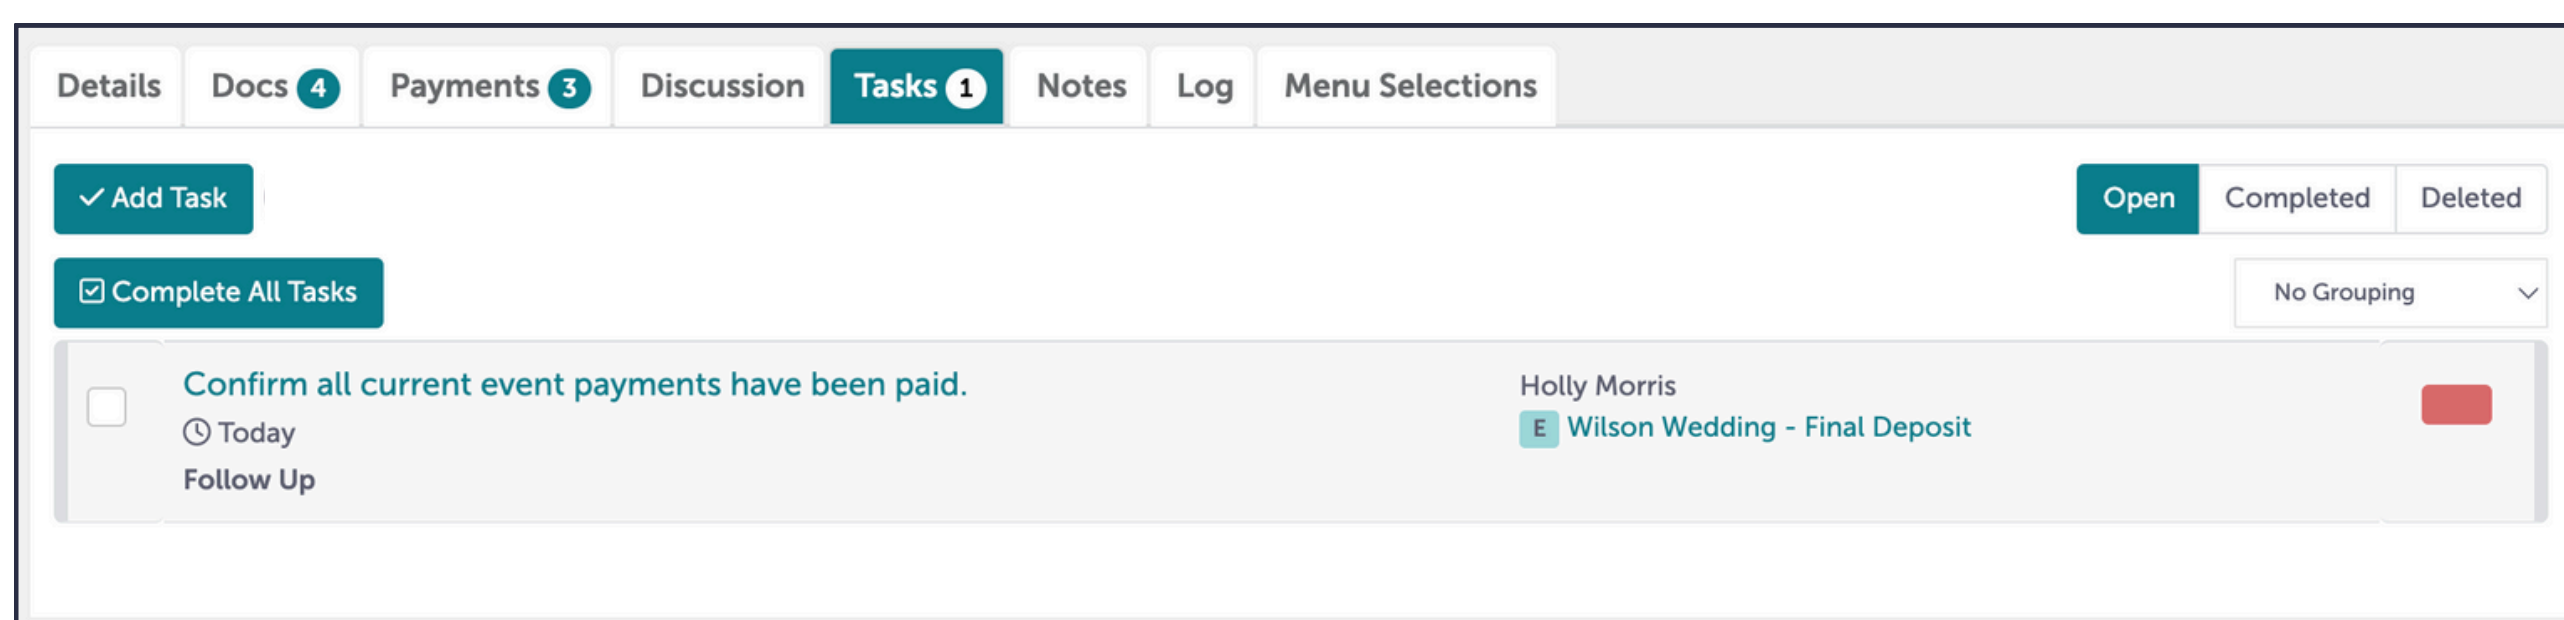 Details Docs 4 Payments 3 Discussion Tasks 1 Notes Log Menu Selections
Add Task
Open Completed Deleted
Complete All Tasks
No Grouping
Confirm all current event payments have been paid.
Today
Follow Up
Holly Morris
E Wilson Wedding - Final Deposit